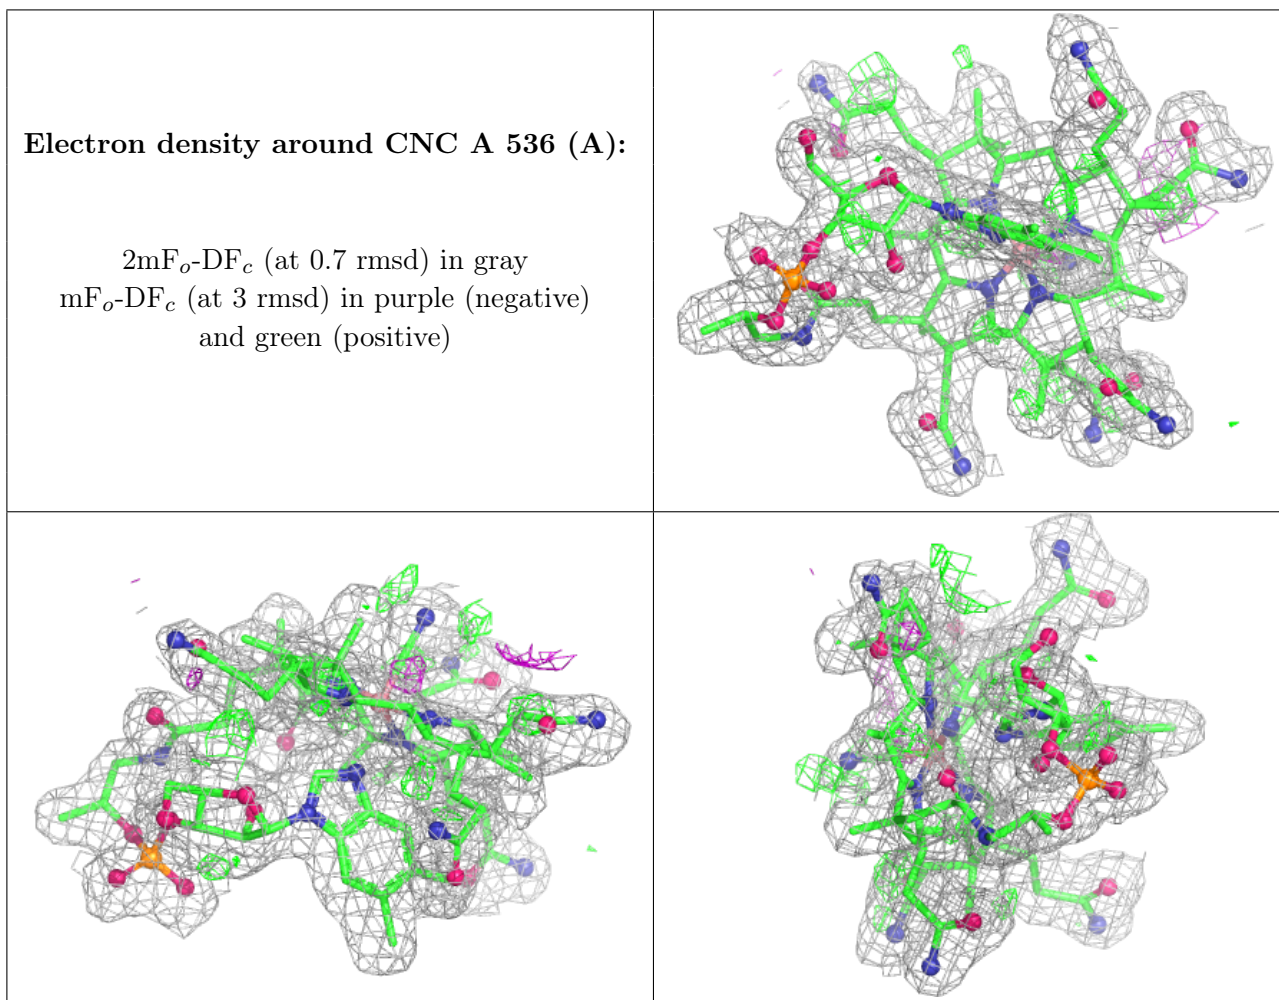 Electron density around CNC A 536 (A):
2mFₒ-DF𝒸 (at 0.7 rmsd) in gray
mFₒ-DF𝒸 (at 3 rmsd) in purple (negative)
and green (positive)